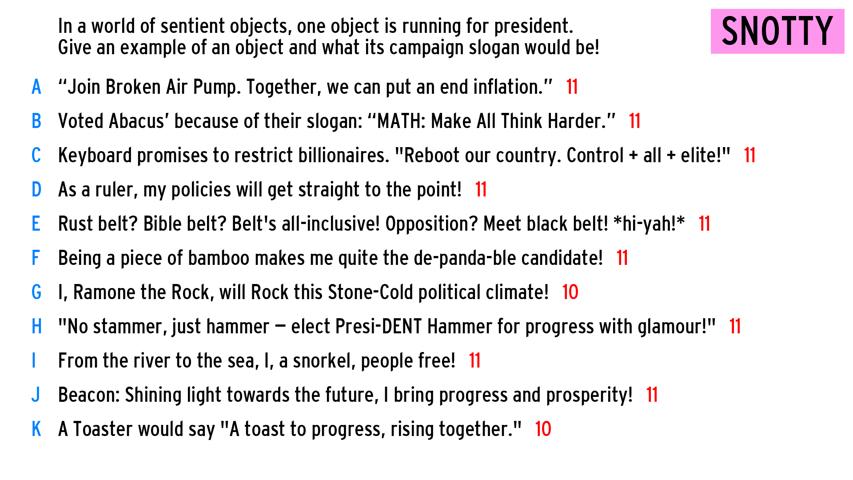 In a world of sentient objects, one object is running for president.
Give an example of an object and what its campaign slogan would be!
SNOTTY
A “Join Broken Air Pump. Together, we can put an end inflation.” 11
B Voted Abacus’ because of their slogan: “MATH: Make All Think Harder.” 11
C Keyboard promises to restrict billionaires. "Reboot our country. Control + all + elite!" 11
D As a ruler, my policies will get straight to the point! 11
E Rust belt? Bible belt? Belt's all-inclusive! Opposition? Meet black belt! *hi-yah!* 11
F Being a piece of bamboo makes me quite the de-panda-ble candidate! 11
G I, Ramone the Rock, will Rock this Stone-Cold political climate! 10
H "No stammer, just hammer – elect Presi-DENT Hammer for progress with glamour!" 11
I From the river to the sea, I, a snorkel, people free! 11
J Beacon: Shining light towards the future, I bring progress and prosperity! 11
K A Toaster would say "A toast to progress, rising together." 10